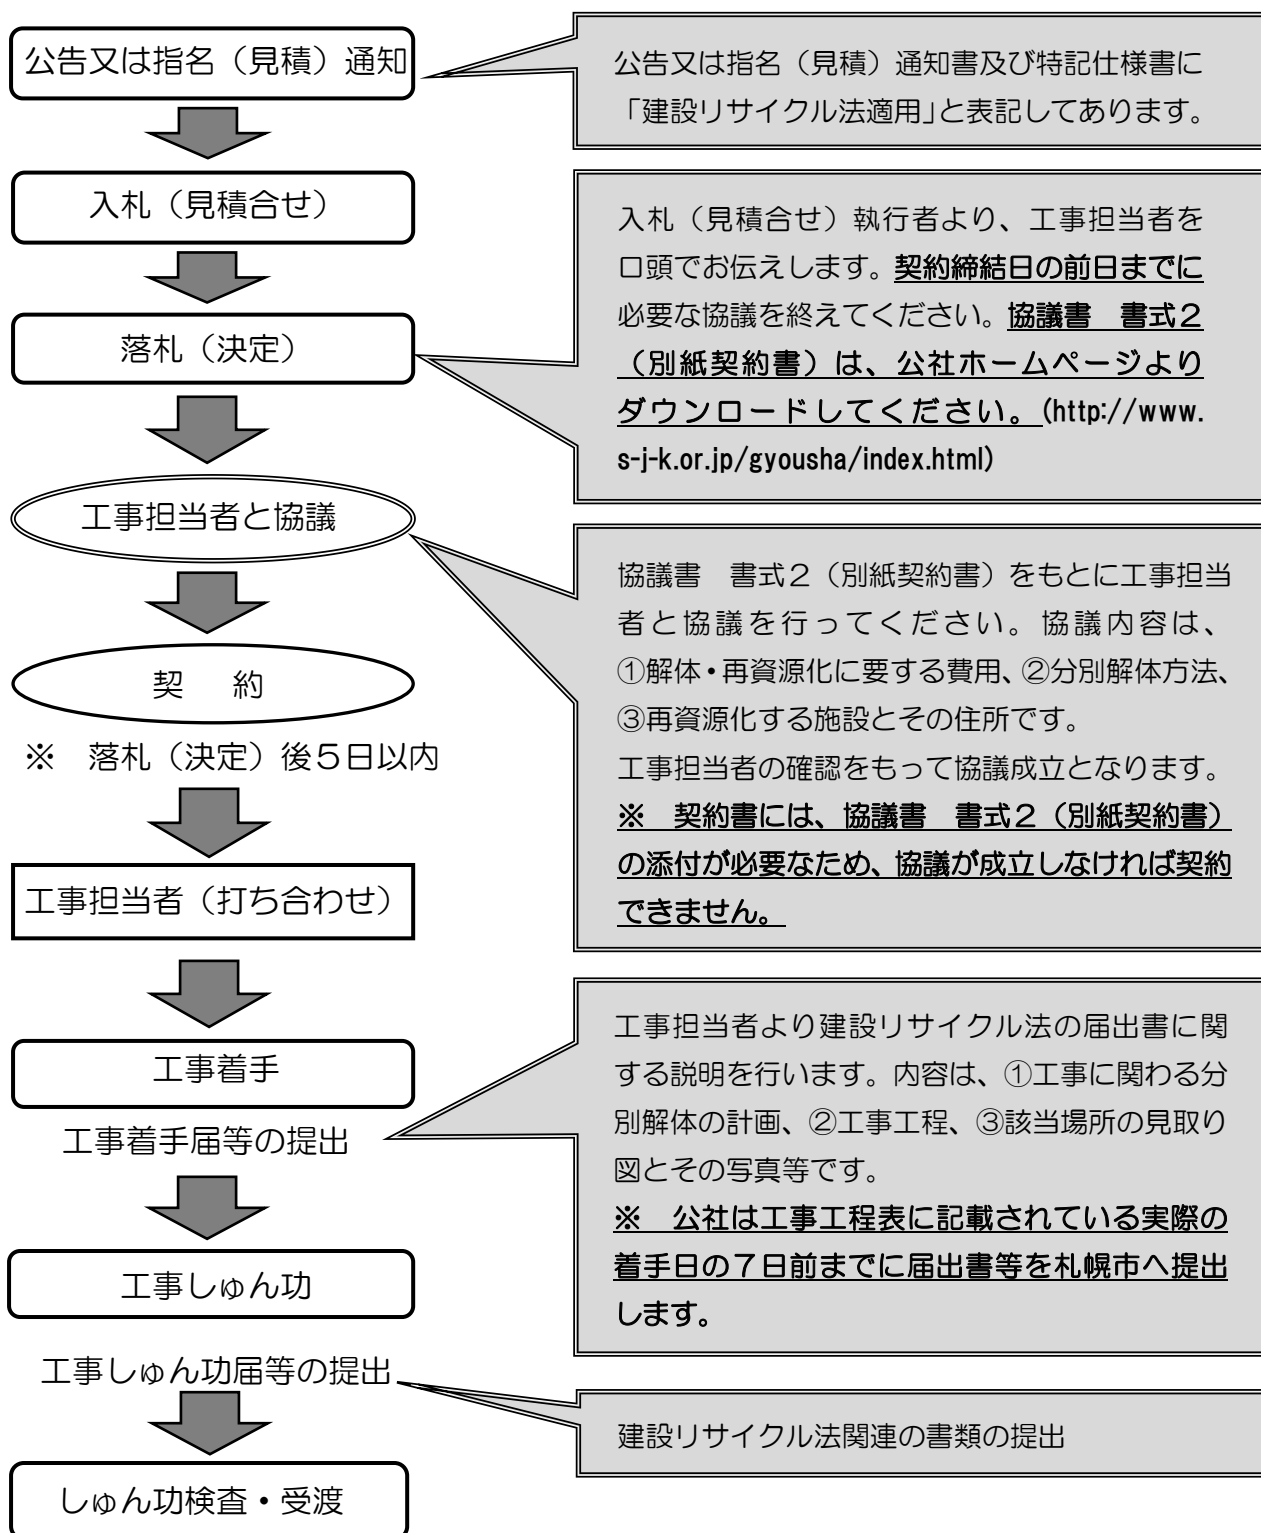 公告又は指名（見積）通知
公告又は指名（見積）通知書及び特記仕様書に
「建設リサイクル法適用」と表記してあります。
入札（見積合せ）
落札（決定）
入札（見積合せ）執行者より、工事担当者を
口頭でお伝えします。契約締結日の前日までに
必要な協議を終えてください。協議書　書式２
（別紙契約書）は、公社ホームページより
ダウンロードしてください。(http://www.
s-j-k.or.jp/gyousha/index.html)
工事担当者と協議
協議書　書式２（別紙契約書）をもとに工事担当
者と協議を行ってください。協議内容は、
①解体・再資源化に要する費用、②分別解体方法、
③再資源化する施設とその住所です。
工事担当者の確認をもって協議成立となります。
※　契約書には、協議書　書式２（別紙契約書）
の添付が必要なため、協議が成立しなければ契約
できません。
契　約
※　落札（決定）後５日以内
工事担当者（打ち合わせ）
工事着手
工事着手届等の提出
工事担当者より建設リサイクル法の届出書に関
する説明を行います。内容は、①工事に関わる分
別解体の計画、②工事工程、③該当場所の見取り
図とその写真等です。
※　公社は工事工程表に記載されている実際の
着手日の７日前までに届出書等を札幌市へ提出
します。
工事しゅん功
工事しゅん功届等の提出
建設リサイクル法関連の書類の提出
しゅん功検査・受渡